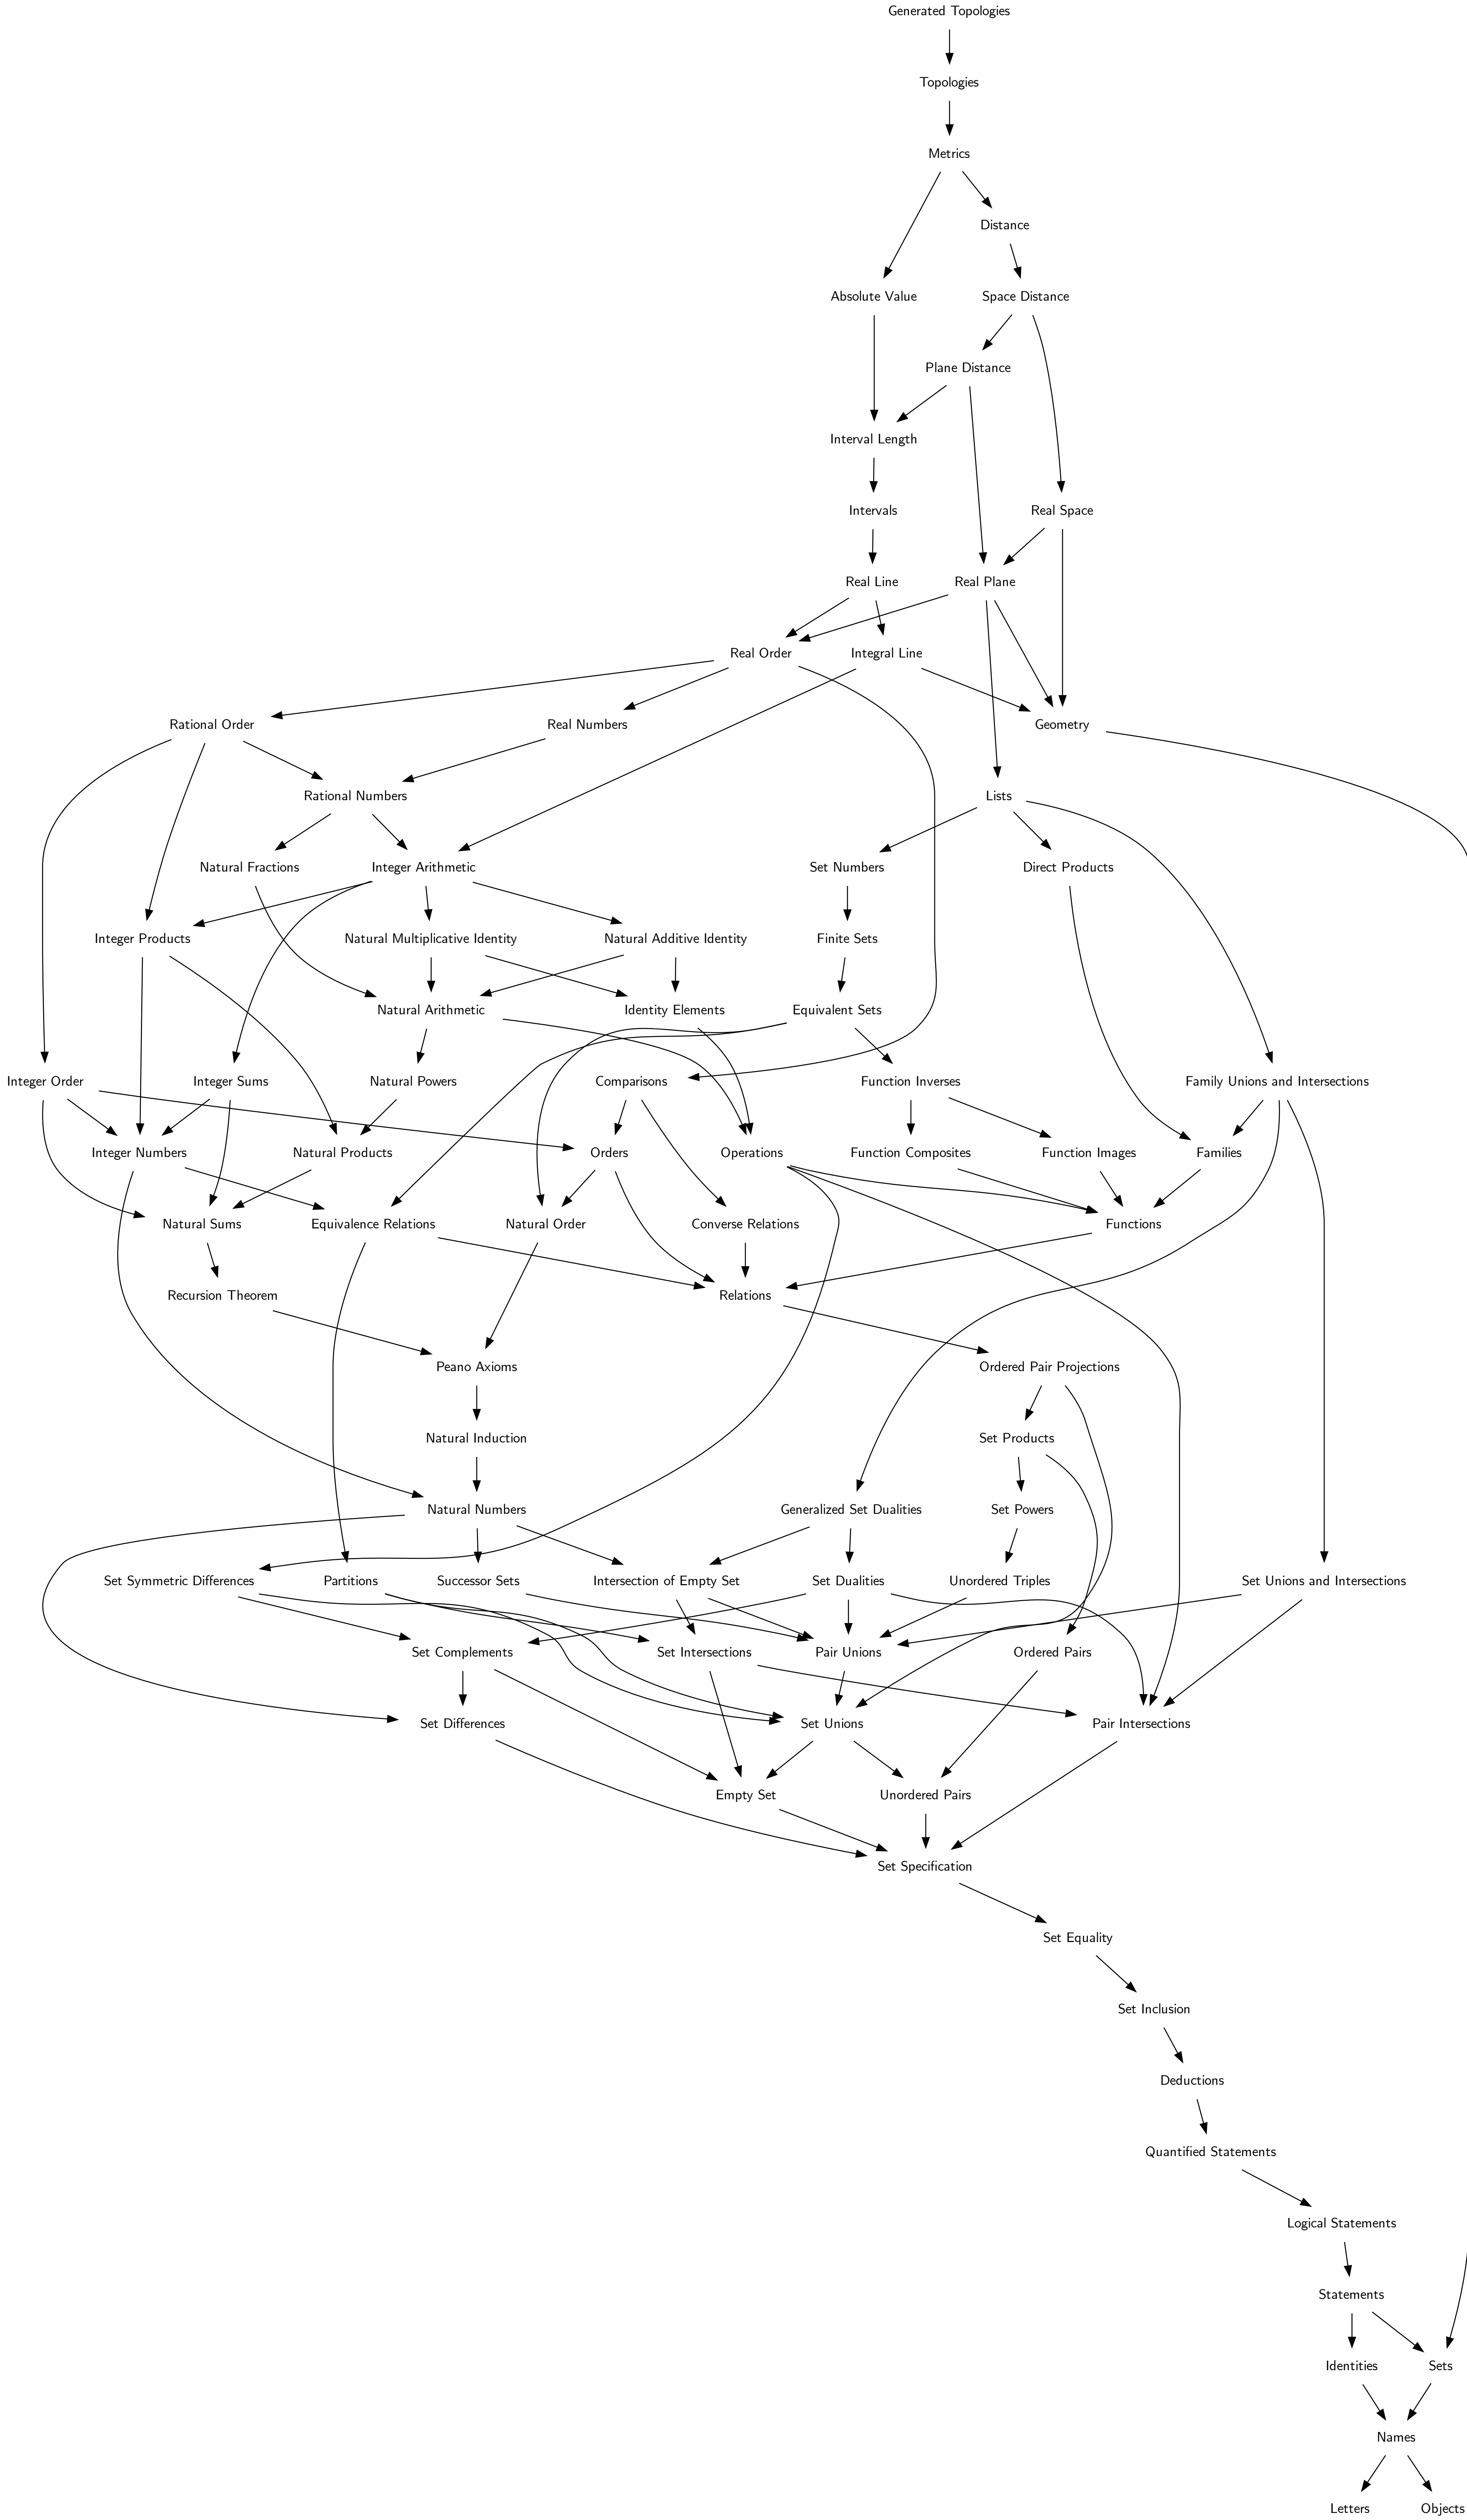 Generated Topologies
Topologies
Metrics
Distance
Absolute Value
Space Distance
Plane Distance
Interval Length
Intervals
Real Space
Real Line
Real Plane
Real Order
Integral Line
Rational Order
Real Numbers
Geometry
Rational Numbers
Lists
Natural Fractions
Integer Arithmetic
Set Numbers
Direct Products
Integer Products
Natural Multiplicative Identity
Natural Additive Identity
Finite Sets
Natural Arithmetic
Identity Elements
Equivalent Sets
Integer Order
Integer Sums
Natural Powers
Comparisons
Function Inverses
Family Unions and Intersections
Integer Numbers
Natural Products
Orders
Operations
Function Composites
Function Images
Families
Natural Sums
Equivalence Relations
Natural Order
Converse Relations
Functions
Recursion Theorem
Relations
Peano Axioms
Ordered Pair Projections
Natural Induction
Set Products
Natural Numbers
Generalized Set Dualities
Set Powers
Set Symmetric Differences
Partitions
Successor Sets
Intersection of Empty Set
Set Dualities
Unordered Triples
Set Unions and Intersections
Set Complements
Set Intersections
Pair Unions
Ordered Pairs
Set Differences
Set Unions
Pair Intersections
Empty Set
Unordered Pairs
Set Specification
Set Equality
Set Inclusion
Deductions
Quantified Statements
Logical Statements
Statements
Identities
Sets
Names
Letters
Objects